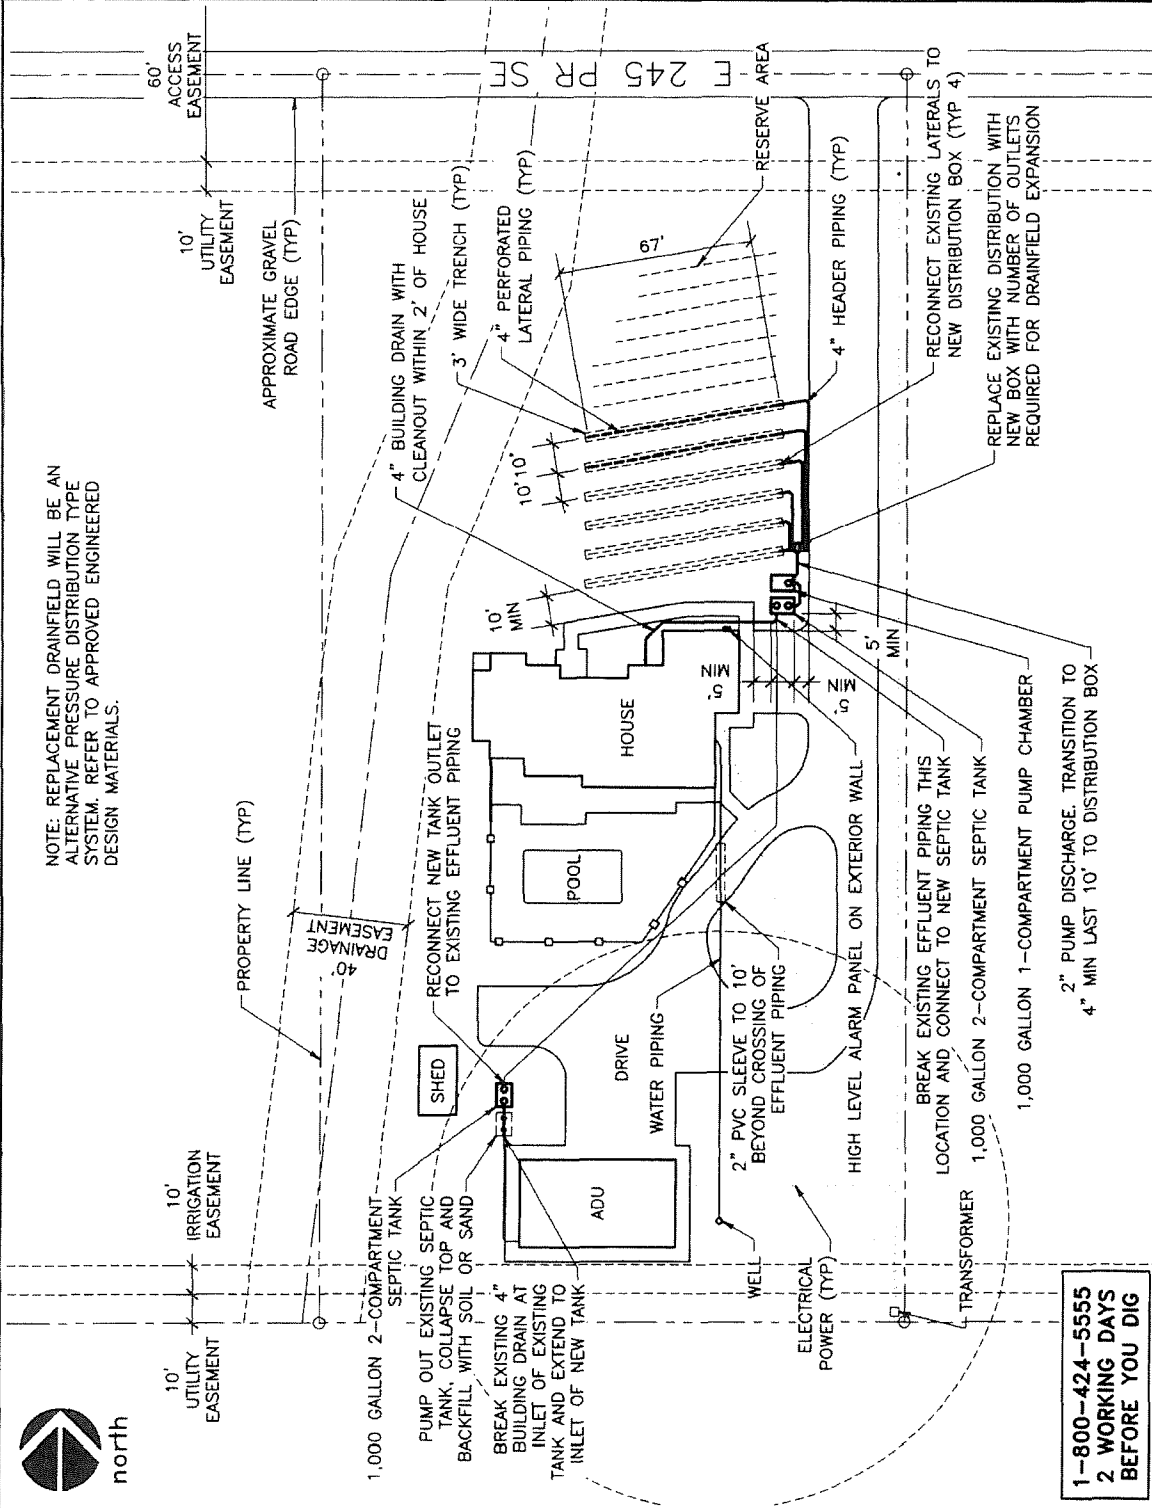 north
NOTE: REPLACEMENT DRAINFIELD WILL BE AN
ALTERNATIVE PRESSURE DISTRIBUTION TYPE
SYSTEM. REFER TO APPROVED ENGINEERED
DESIGN MATERIALS.
10'
UTILITY
EASEMENT
10'
IRRIGATION
EASEMENT
PROPERTY LINE (TYP)
40'
DRAINAGE
EASEMENT
APPROXIMATE GRAVEL
ROAD EDGE (TYP)
10'
UTILITY
EASEMENT
60'
ACCESS
EASEMENT
E 245 PR SE
1,000 GALLON 2-COMPARTMENT
SEPTIC TANK
PUMP OUT EXISTING SEPTIC
TANK, COLLAPSE TOP AND
BACKFILL WITH SOIL OR SAND
BREAK EXISTING 4"
BUILDING DRAIN AT
INLET OF EXISTING
TANK AND EXTEND TO
INLET OF NEW TANK
SHED
RECONNECT NEW TANK OUTLET
TO EXISTING EFFLUENT PIPING
4" BUILDING DRAIN WITH
CLEANOUT WITHIN 2' OF HOUSE
3' WIDE TRENCH (TYP)
4" PERFORATED
LATERAL PIPING (TYP)
10'
10'
67'
RESERVE AREA
10'
MIN
POOL
HOUSE
ADU
DRIVE
WATER PIPING
2" PVC SLEEVE TO 10'
BEYOND CROSSING OF
EFFLUENT PIPING
5'
MIN
5'
MIN
5'
MIN
4" HEADER PIPING (TYP)
RECONNECT EXISTING LATERALS TO
NEW DISTRIBUTION BOX (TYP 4)
REPLACE EXISTING DISTRIBUTION WITH
NEW BOX WITH NUMBER OF OUTLETS
REQUIRED FOR DRAINFIELD EXPANSION
WELL
ELECTRICAL
POWER (TYP)
TRANSFORMER
HIGH LEVEL ALARM PANEL ON EXTERIOR WALL
BREAK EXISTING EFFLUENT PIPING THIS
LOCATION AND CONNECT TO NEW SEPTIC TANK
1,000 GALLON 2-COMPARTMENT SEPTIC TANK
1,000 GALLON 1-COMPARTMENT PUMP CHAMBER
2" PUMP DISCHARGE. TRANSITION TO
4" MIN LAST 10' TO DISTRIBUTION BOX
1-800-424-5555
2 WORKING DAYS
BEFORE YOU DIG